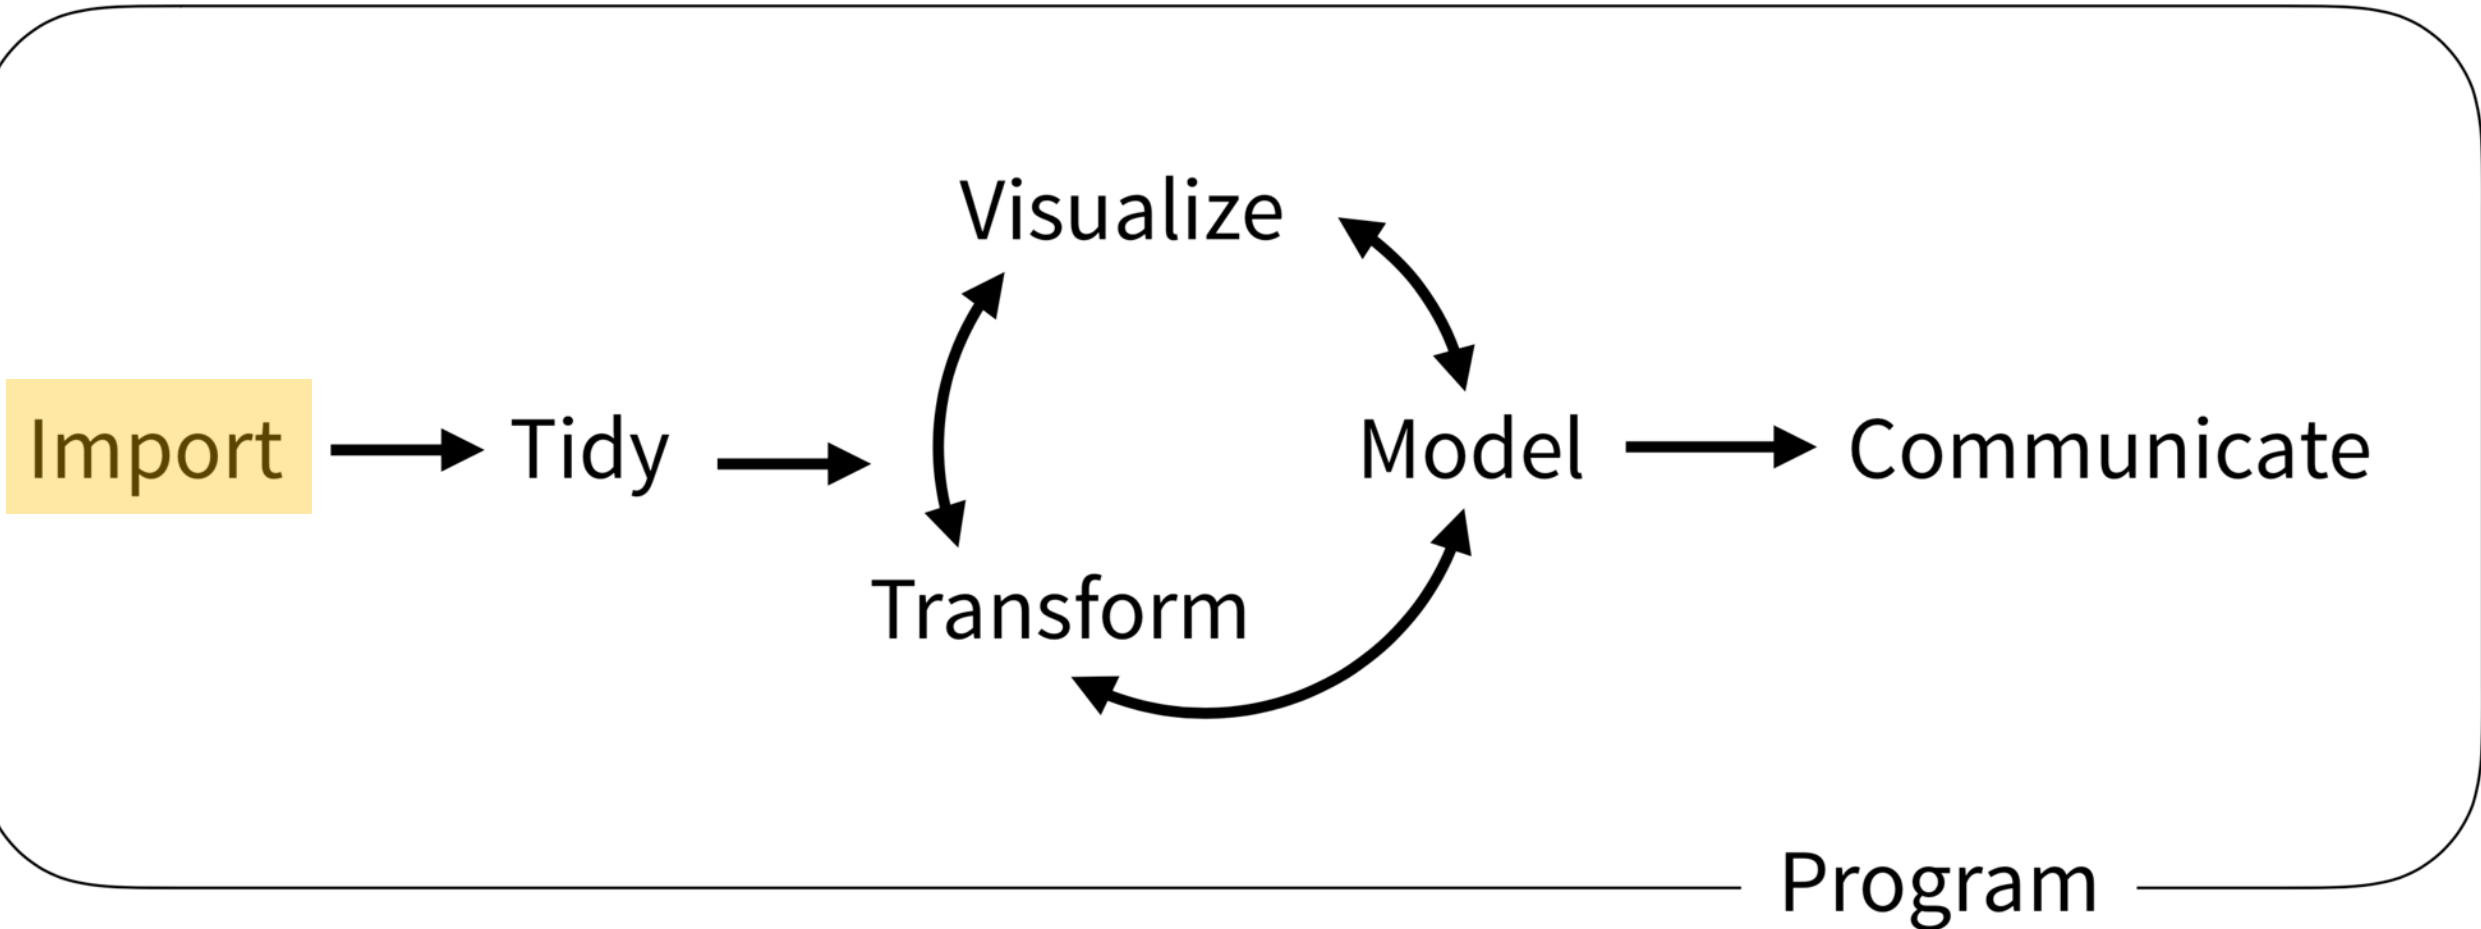 Visualize
Import Tidy Model Communicate
Transform
Program